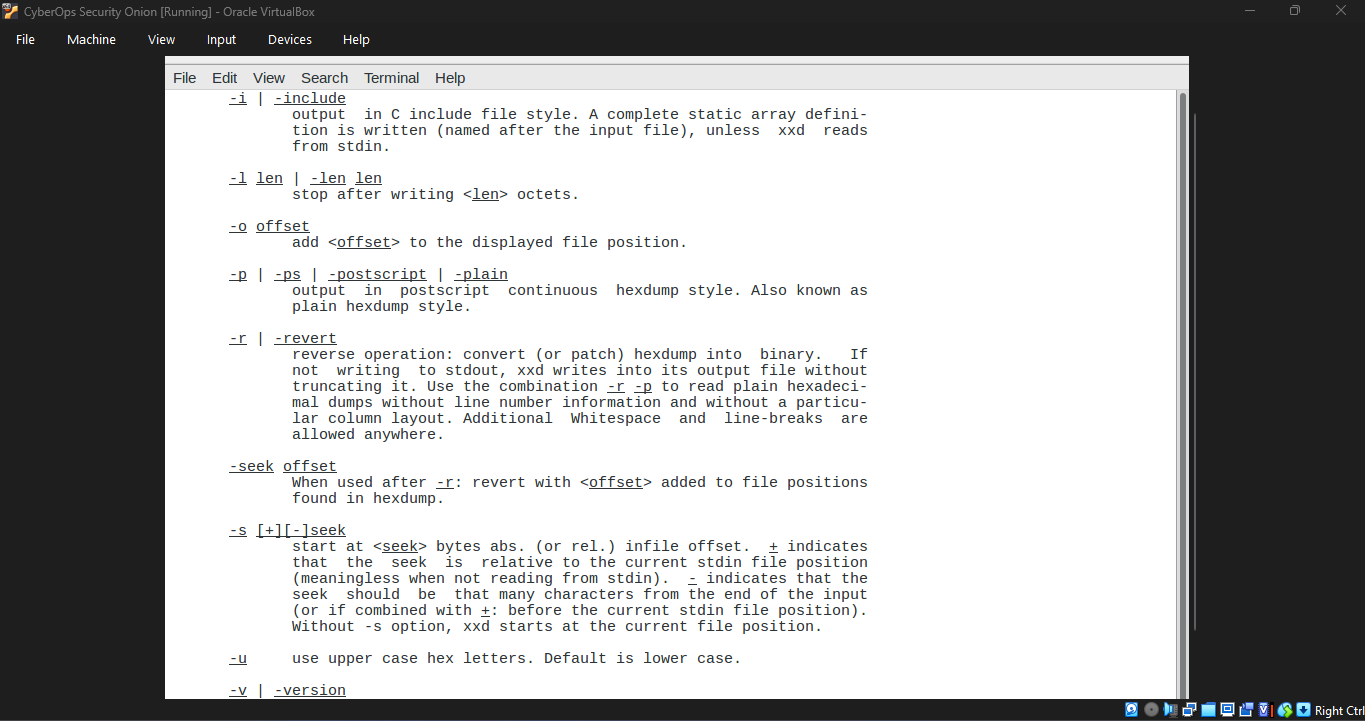 CyberOps Security Onion [Running] - Oracle VirtualBox
File Machine View Input Devices Help
File Edit View Search Terminal Help
-i | -include
output in C include file style. A complete static array defini-
tion is written (named after the input file), unless xxd reads
from stdin.
-l len | -len len
stop after writing <len> octets.
-o offset
add <offset> to the displayed file position.
-p | -ps | -postscript | -plain
output in postscript continuous hexdump style. Also known as
plain hexdump style.
-r | -revert
reverse operation: convert (or patch) hexdump into binary. If
not writing to stdout, xxd writes into its output file without
truncating it. Use the combination -r -p to read plain hexadeci-
mal dumps without line number information and without a particu-
lar column layout. Additional Whitespace and line-breaks are
allowed anywhere.
-seek offset
When used after -r: revert with <offset> added to file positions
found in hexdump.
-s [+][-]seek
start at <seek> bytes abs. (or rel.) infile offset. + indicates
that the seek is relative to the current stdin file position
(meaningless when not reading from stdin). - indicates that the
seek should be that many characters from the end of the input
(or if combined with +: before the current stdin file position).
Without -s option, xxd starts at the current file position.
-u use upper case hex letters. Default is lower case.
-v | -version
Right Ctrl